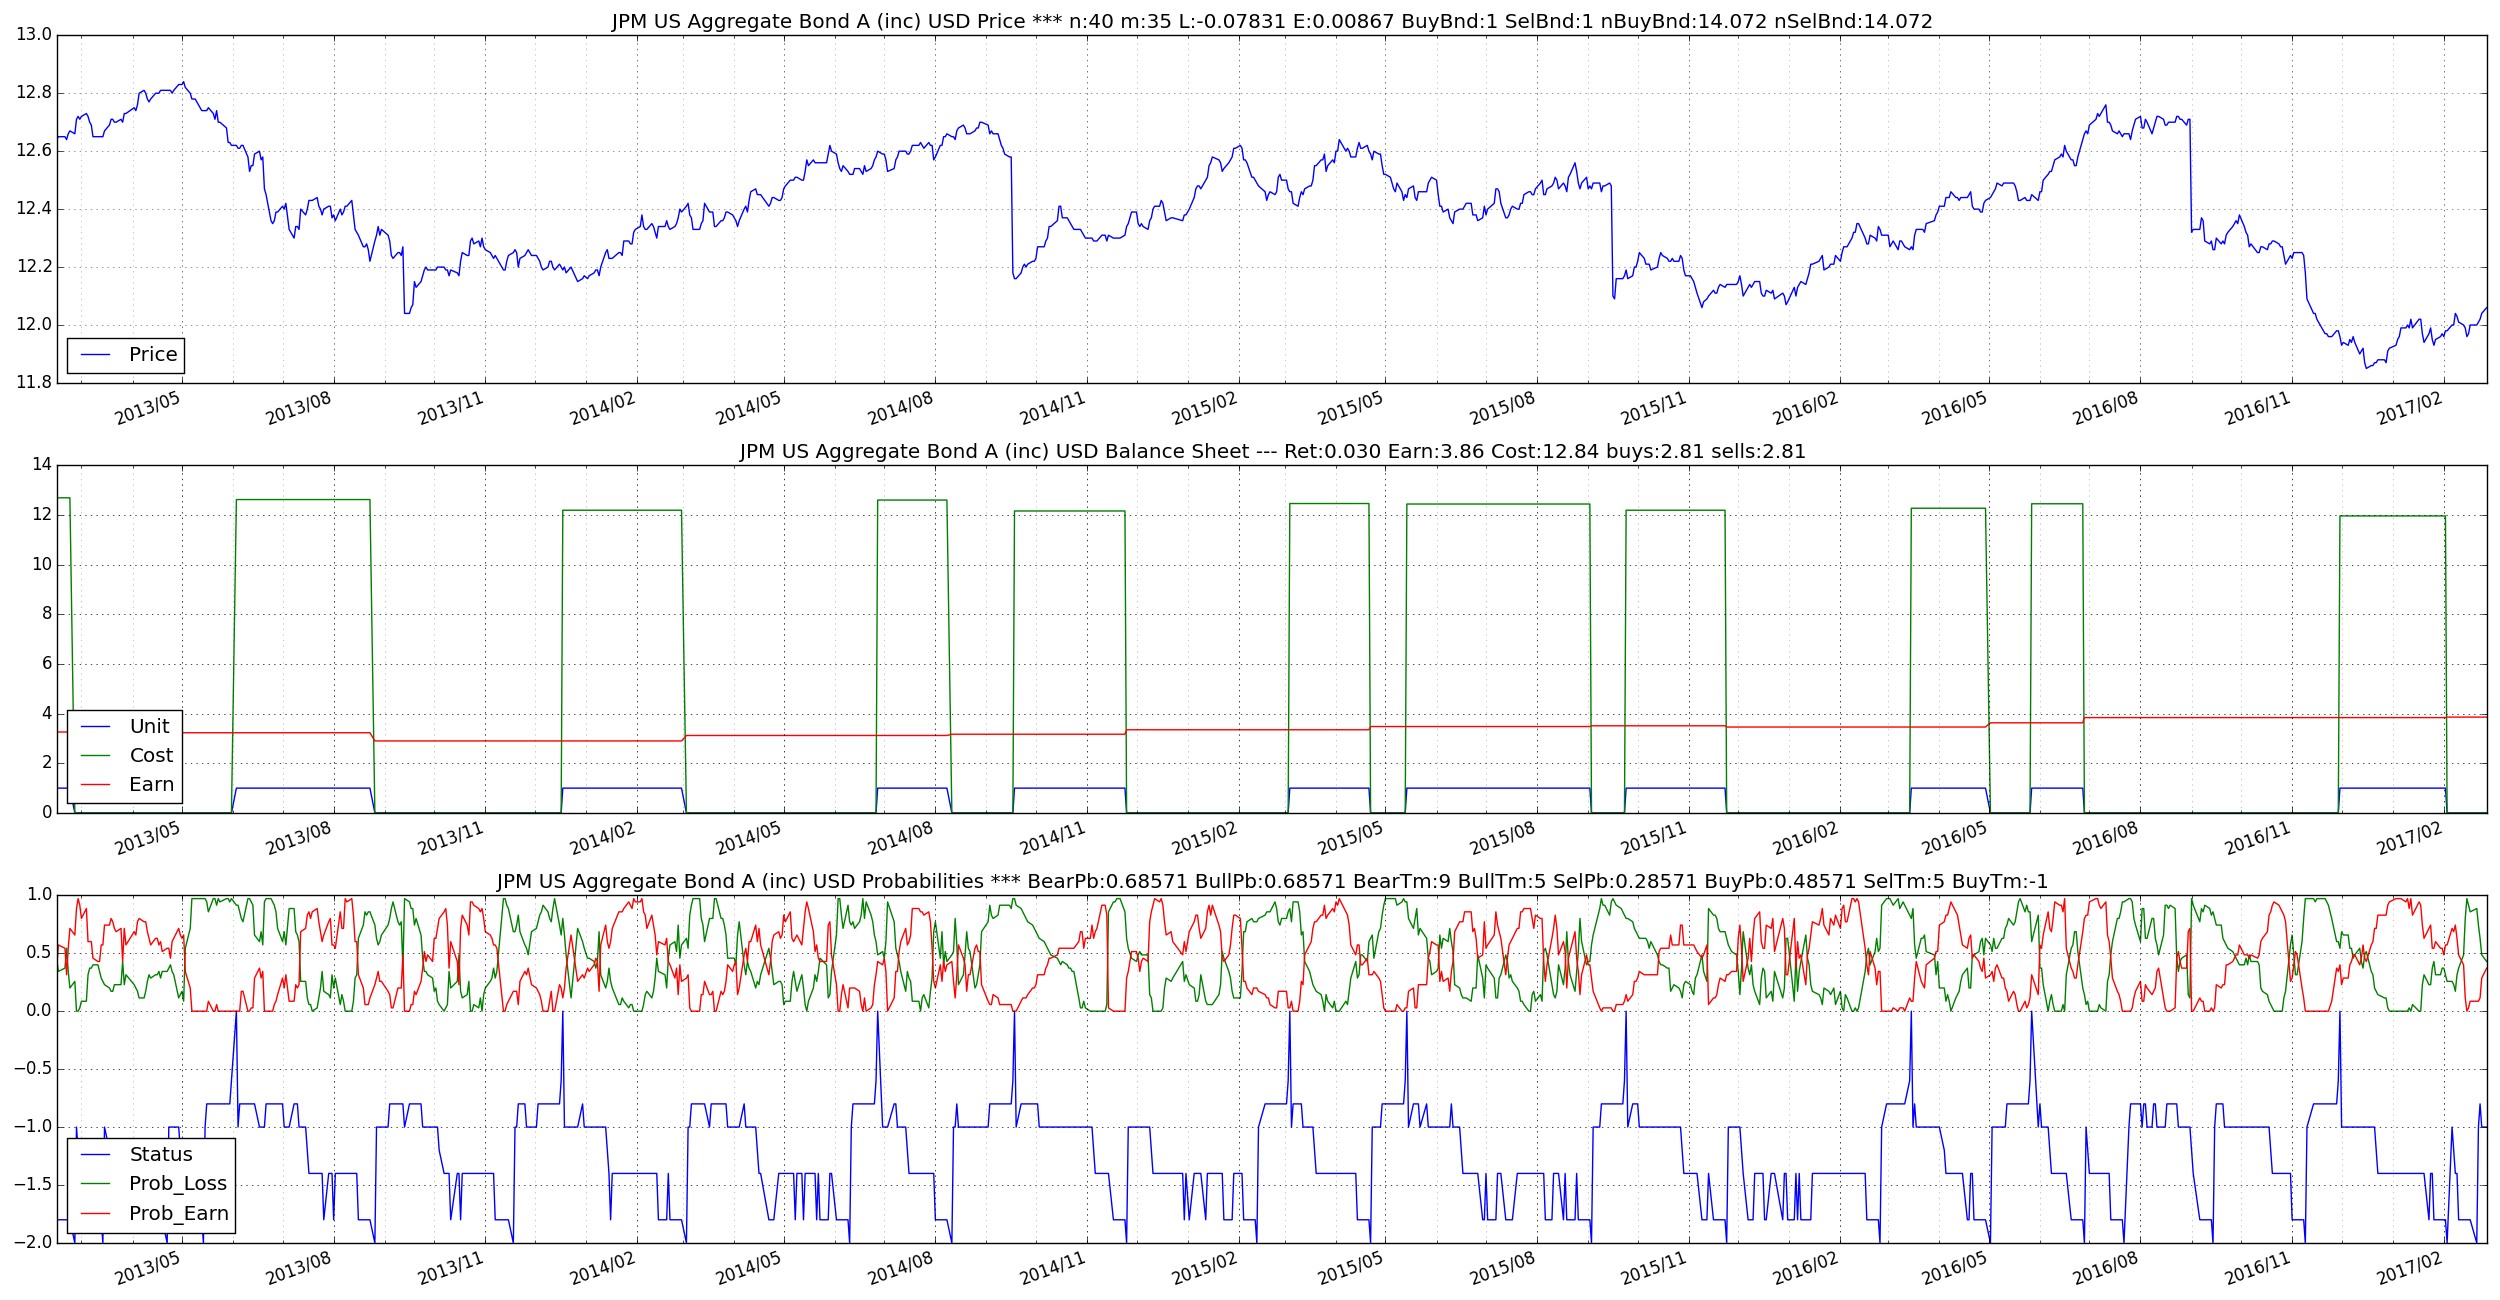 JPM US Aggregate Bond A (inc) USD Price *** n:40 m:35 L:-0.07831 E:0.00867 BuyBnd:1 SelBnd:1 nBuyBnd:14.072 nSelBnd:14.072
13.0
12.8
12.6
12.4
12.2
12.0
11.8
Price
2013/05 2013/08 2013/11 2014/02 2014/05 2014/08 2014/11 2015/02 2015/05 2015/08 2015/11 2016/02 2016/05 2016/08 2016/11 2017/02
JPM US Aggregate Bond A (inc) USD Balance Sheet --- Ret:0.030 Earn:3.86 Cost:12.84 buys:2.81 sells:2.81
14
12
10
8
6
4
2
0
Unit
Cost
Earn
2013/05 2013/08 2013/11 2014/02 2014/05 2014/08 2014/11 2015/02 2015/05 2015/08 2015/11 2016/02 2016/05 2016/08 2016/11 2017/02
JPM US Aggregate Bond A (inc) USD Probabilities *** BearPb:0.68571 BullPb:0.68571 BearTm:9 BullTm:5 SelPb:0.28571 BuyPb:0.48571 SelTm:5 BuyTm:-1
1.0
0.5
0.0
−0.5
−1.0
−1.5
−2.0
Status
Prob_Loss
Prob_Earn
2013/05 2013/08 2013/11 2014/02 2014/05 2014/08 2014/11 2015/02 2015/05 2015/08 2015/11 2016/02 2016/05 2016/08 2016/11 2017/02